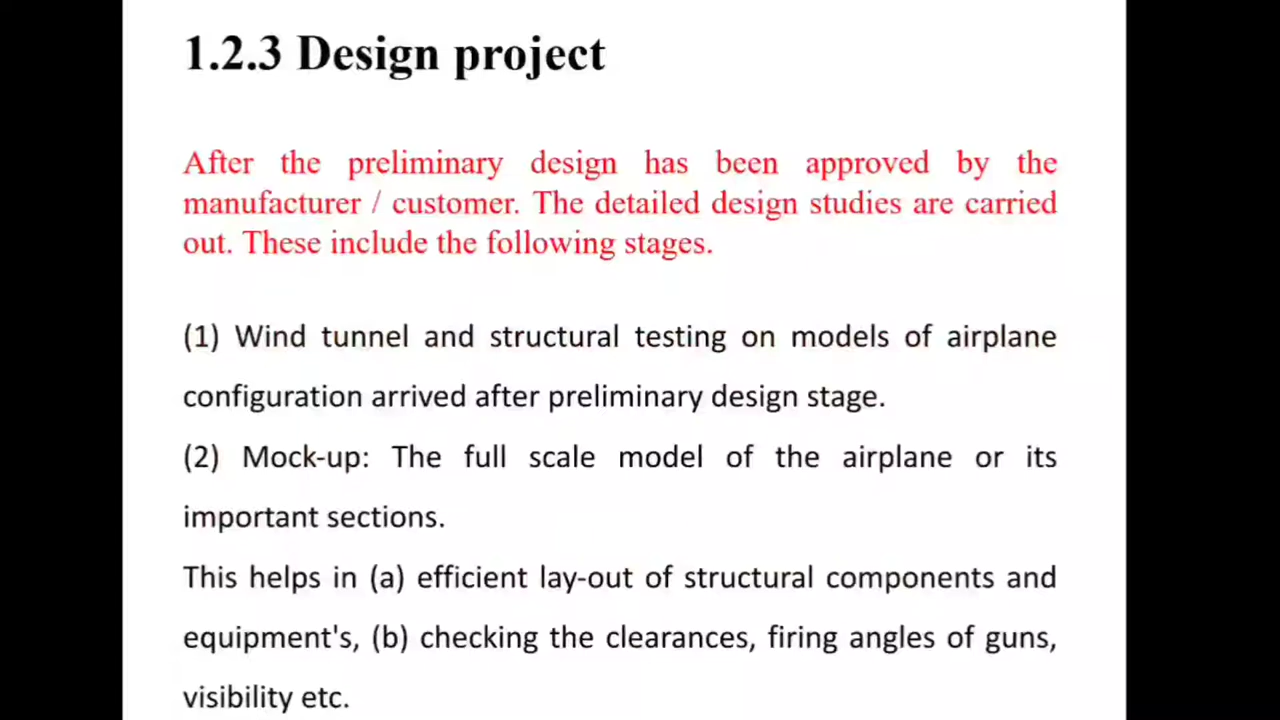 1.2.3 Design project
After the preliminary design has been approved by the
manufacturer / customer. The detailed design studies are carried
out. These include the following stages.
(1) Wind tunnel and structural testing on models of airplane
configuration arrived after preliminary design stage.
(2) Mock-up: The full scale model of the airplane or its
important sections.
This helps in (a) efficient lay-out of structural components and
equipment's, (b) checking the clearances, firing angles of guns,
visibility etc.